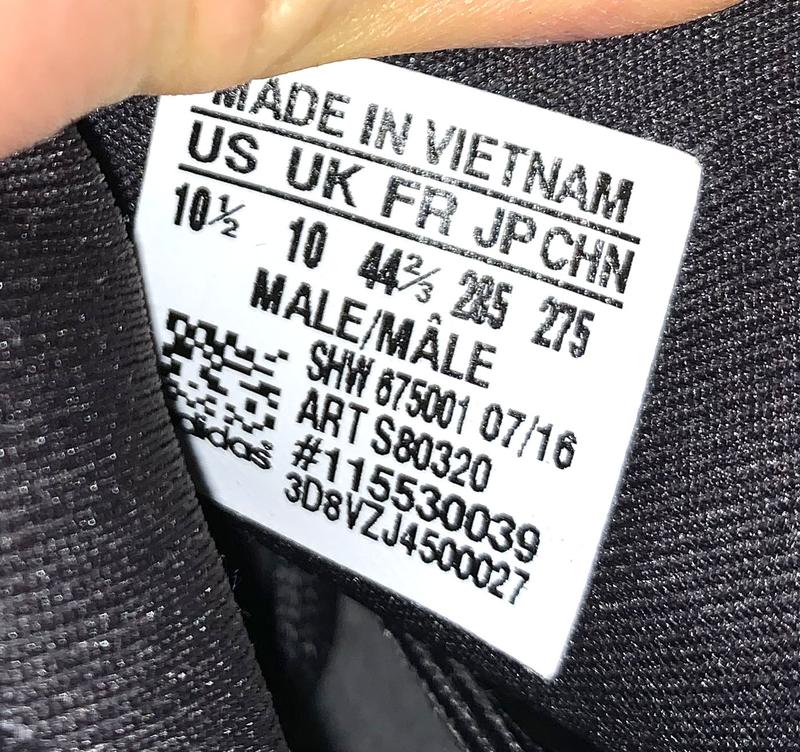 MADE IN VIETNAM
US UK FR JP CHN
10½ 10 44⅔ 285 275
MALE/MÂLE
SHW 675001 07/16
ART S80320
#115530039
3D8VZJ4500027
adidas®